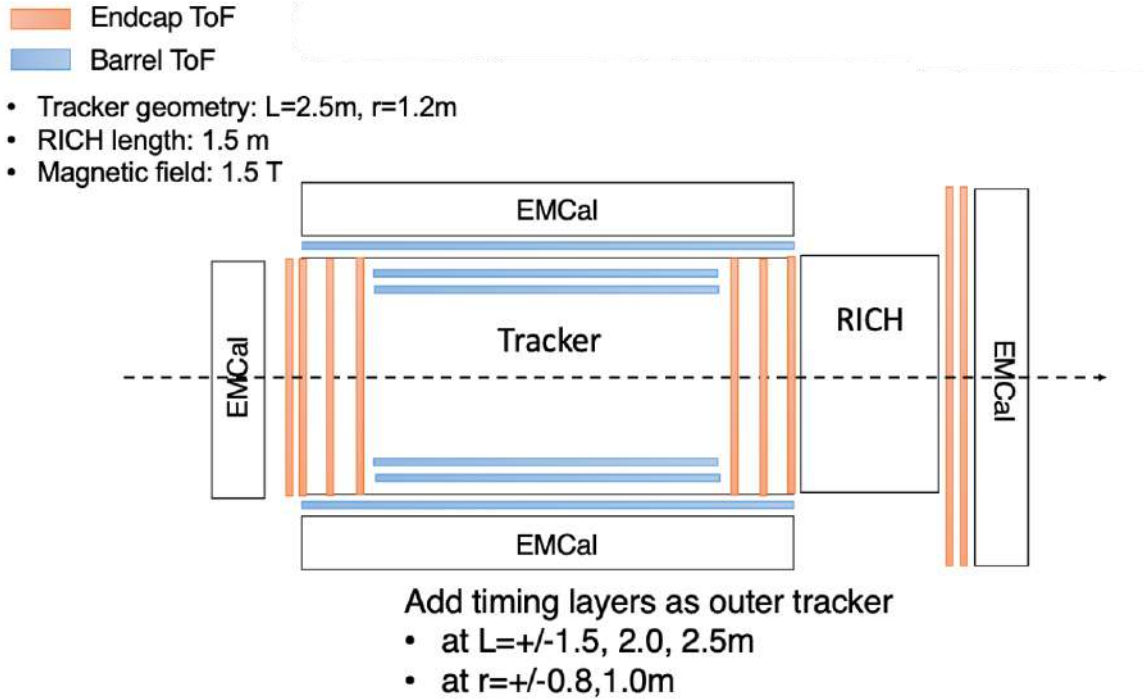 Endcap ToF
Barrel ToF
• Tracker geometry: L=2.5m, r=1.2m
• RICH length: 1.5 m
• Magnetic field: 1.5 T
EMCal
EMCal
Tracker
RICH
EMCal
EMCal
Add timing layers as outer tracker
• at L=+/-1.5, 2.0, 2.5m
• at r=+/-0.8,1.0m